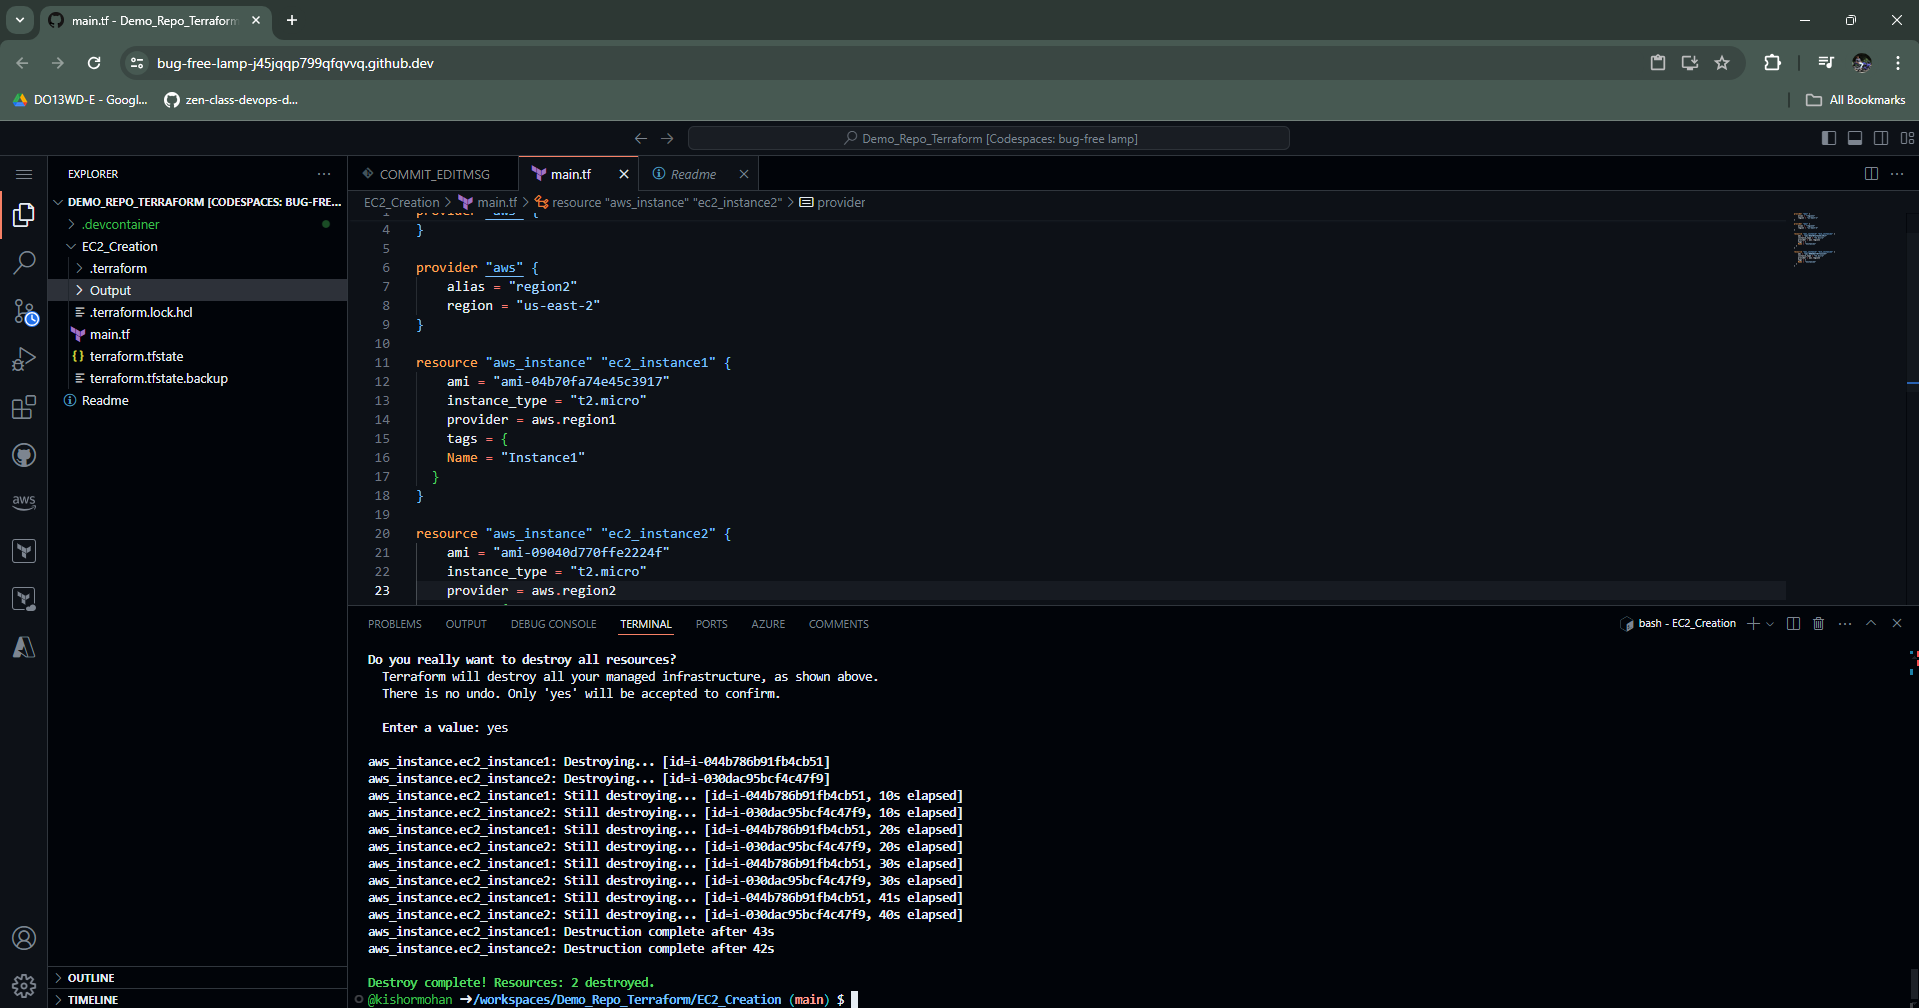 main.tf - Demo_Repo_Terraform
bug-free-lamp-j45jqqp799qfqvvq.github.dev
DO13WD-E - Googl...
zen-class-devops-d...
All Bookmarks
Demo_Repo_Terraform [Codespaces: bug-free lamp]
EXPLORER
COMMIT_EDITMSG
main.tf
Readme
DEMO_REPO_TERRAFORM [CODESPACES: BUG-FRE...
.devcontainer
EC2_Creation
.terraform
Output
.terraform.lock.hcl
main.tf
terraform.tfstate
terraform.tfstate.backup
Readme
aws
OUTLINE
TIMELINE
EC2_Creation > main.tf > resource "aws_instance" "ec2_instance2" > provider
1 provider "aws" {
4 }
5
6 provider "aws" {
7 alias = "region2"
8 region = "us-east-2"
9 }
10
11 resource "aws_instance" "ec2_instance1" {
12 ami = "ami-04b70fa74e45c3917"
13 instance_type = "t2.micro"
14 provider = aws.region1
15 tags = {
16 Name = "Instance1"
17 }
18 }
19
20 resource "aws_instance" "ec2_instance2" {
21 ami = "ami-09040d770ffe2224f"
22 instance_type = "t2.micro"
23 provider = aws.region2
PROBLEMS OUTPUT DEBUG CONSOLE TERMINAL PORTS AZURE COMMENTS
bash - EC2_Creation
Do you really want to destroy all resources?
Terraform will destroy all your managed infrastructure, as shown above.
There is no undo. Only 'yes' will be accepted to confirm.
Enter a value: yes
aws_instance.ec2_instance1: Destroying... [id=i-044b786b91fb4cb51]
aws_instance.ec2_instance2: Destroying... [id=i-030dac95bcf4c47f9]
aws_instance.ec2_instance1: Still destroying... [id=i-044b786b91fb4cb51, 10s elapsed]
aws_instance.ec2_instance2: Still destroying... [id=i-030dac95bcf4c47f9, 10s elapsed]
aws_instance.ec2_instance1: Still destroying... [id=i-044b786b91fb4cb51, 20s elapsed]
aws_instance.ec2_instance2: Still destroying... [id=i-030dac95bcf4c47f9, 20s elapsed]
aws_instance.ec2_instance1: Still destroying... [id=i-044b786b91fb4cb51, 30s elapsed]
aws_instance.ec2_instance2: Still destroying... [id=i-030dac95bcf4c47f9, 30s elapsed]
aws_instance.ec2_instance1: Still destroying... [id=i-044b786b91fb4cb51, 41s elapsed]
aws_instance.ec2_instance2: Still destroying... [id=i-030dac95bcf4c47f9, 40s elapsed]
aws_instance.ec2_instance1: Destruction complete after 43s
aws_instance.ec2_instance2: Destruction complete after 42s
Destroy complete! Resources: 2 destroyed.
@kishormohan ➜/workspaces/Demo_Repo_Terraform/EC2_Creation (main) $